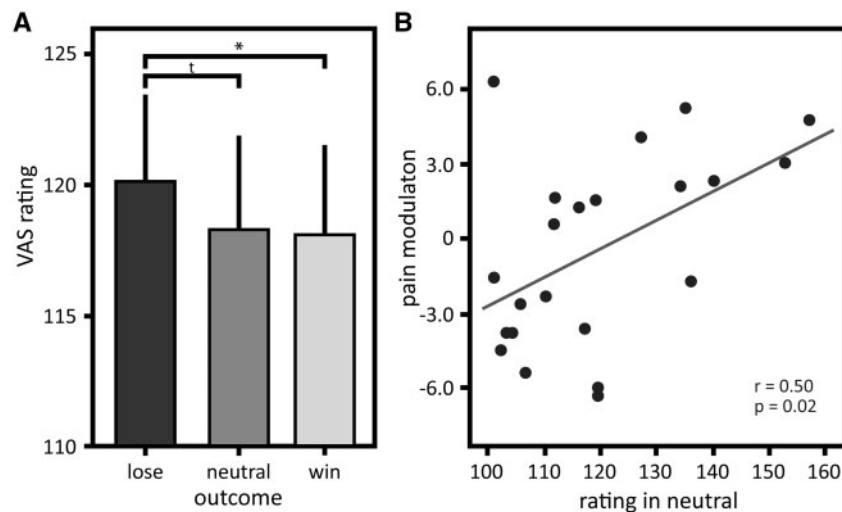 A
125
120
115
110
VAS rating
*
t
lose neutral win
outcome
B
6.0
3.0
0
-3.0
-6.0
pain modulaton
r = 0.50
p = 0.02
100 110 120 130 140 150 160
rating in neutral